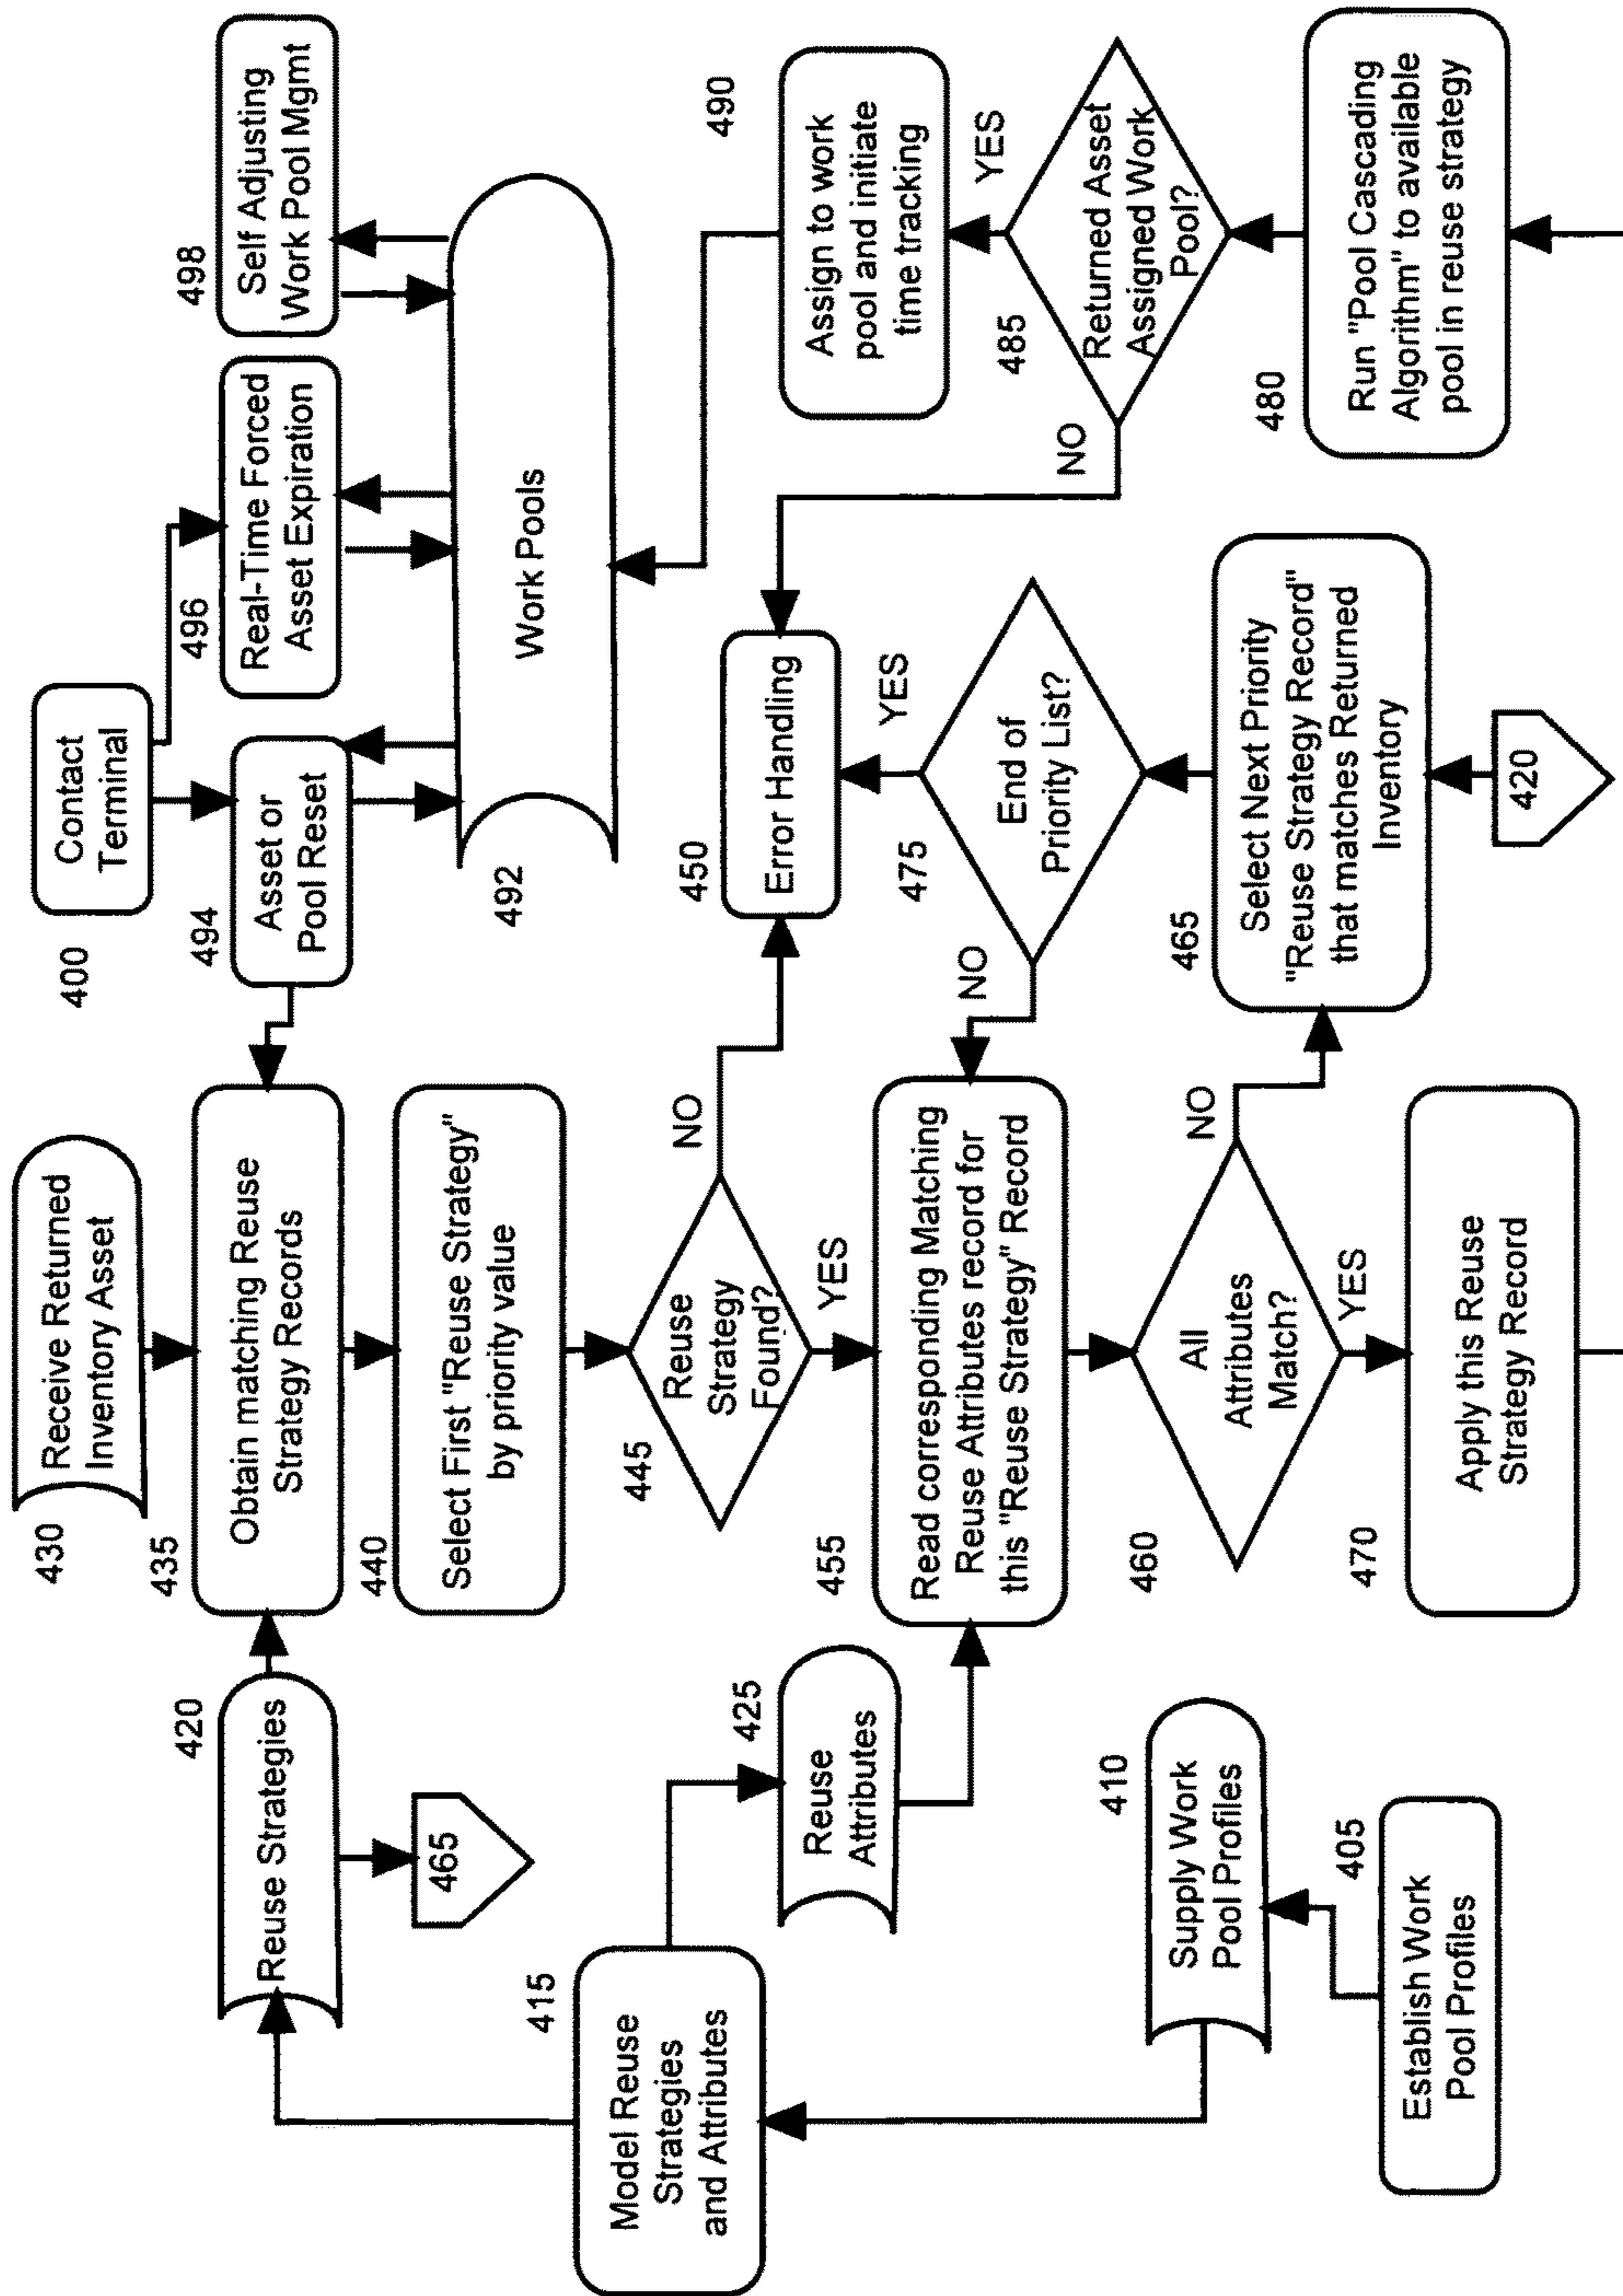 400
Contact
Terminal
430
Receive Returned
Inventory Asset
420
Reuse Strategies
465
435
Obtain matching Reuse
Strategy Records
494
Asset or
Pool Reset
496
Real-Time Forced
Asset Expiration
498
Self Adjusting
Work Pool Mgmt
440
Select First "Reuse Strategy"
by priority value
492
Work Pools
415
Model Reuse
Strategies
and Attributes
445
Reuse
Strategy
Found?
NO
YES
450
Error Handling
490
Assign to work
pool and initiate
time tracking
425
Reuse
Attributes
455
Read corresponding Matching
Reuse Attributes record for
this "Reuse Strategy" Record
475
End of
Priority List?
YES
NO
485
Returned Asset
Assigned Work
Pool?
YES
NO
410
Supply Work
Pool Profiles
460
All
Attributes
Match?
NO
YES
465
Select Next Priority
"Reuse Strategy Record"
that matches Returned
Inventory
480
Run "Pool Cascading
Algorithm" to available
pool in reuse strategy
405
Establish Work
Pool Profiles
470
Apply this Reuse
Strategy Record
420